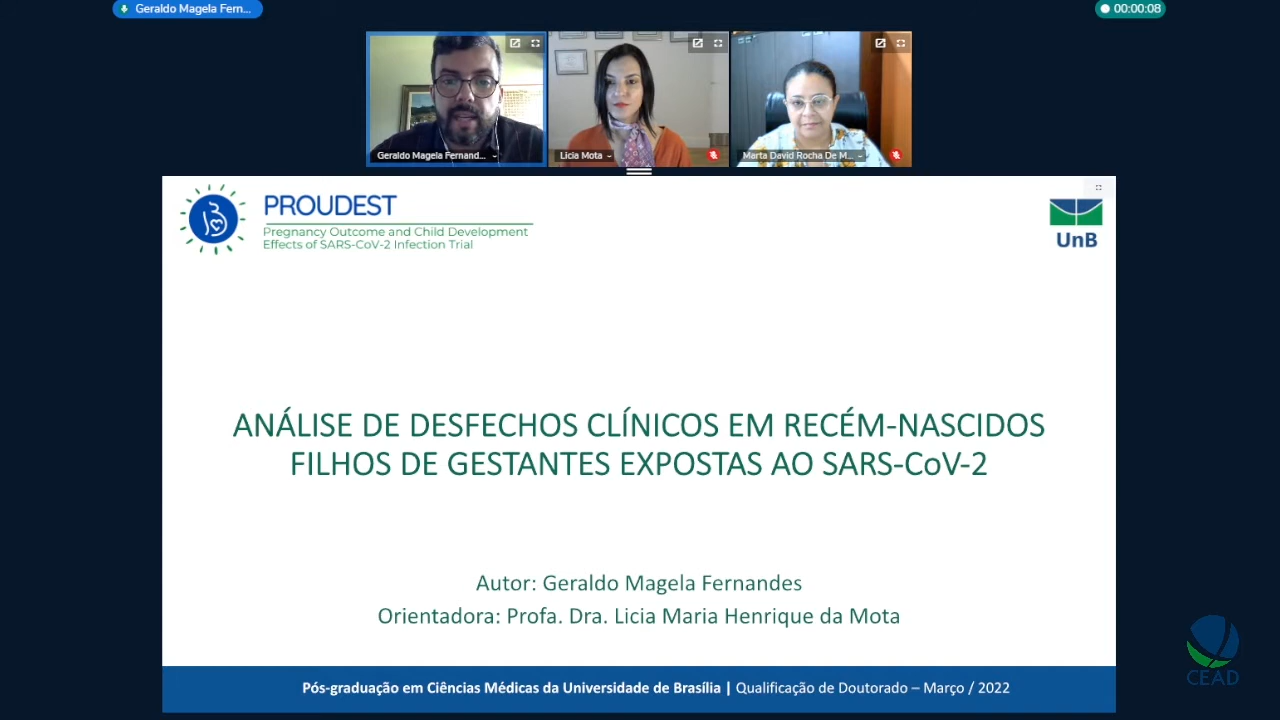 Geraldo Magela Fern...
00:00:08
Geraldo Magela Fernand...
Licia Mota
Marta David Rocha De M...
PROUDEST
Pregnancy Outcome and Child Development
Effects of SARS-CoV-2 Infection Trial
UnB
ANÁLISE DE DESFECHOS CLÍNICOS EM RECÉM-NASCIDOS
FILHOS DE GESTANTES EXPOSTAS AO SARS-CoV-2
Autor: Geraldo Magela Fernandes
Orientadora: Profa. Dra. Licia Maria Henrique da Mota
CEAD
Pós-graduação em Ciências Médicas da Universidade de Brasília | Qualificação de Doutorado – Março / 2022